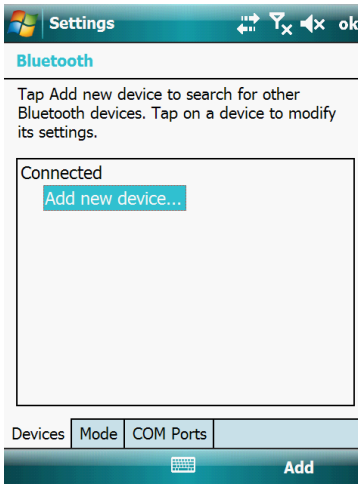 Settings ok
Bluetooth
Tap Add new device to search for other
Bluetooth devices. Tap on a device to modify
its settings.
Connected
Add new device...
Devices Mode COM Ports
Add